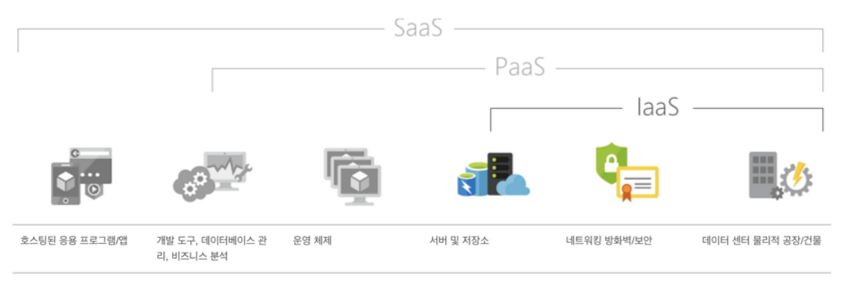 SaaS
PaaS
IaaS
호스팅된 응용 프로그램/앱
개발 도구, 데이터베이스 관
리, 비즈니스 분석
운영 체제
서버 및 저장소
네트워킹 방화벽/보안
데이터 센터 물리적 공장/건물